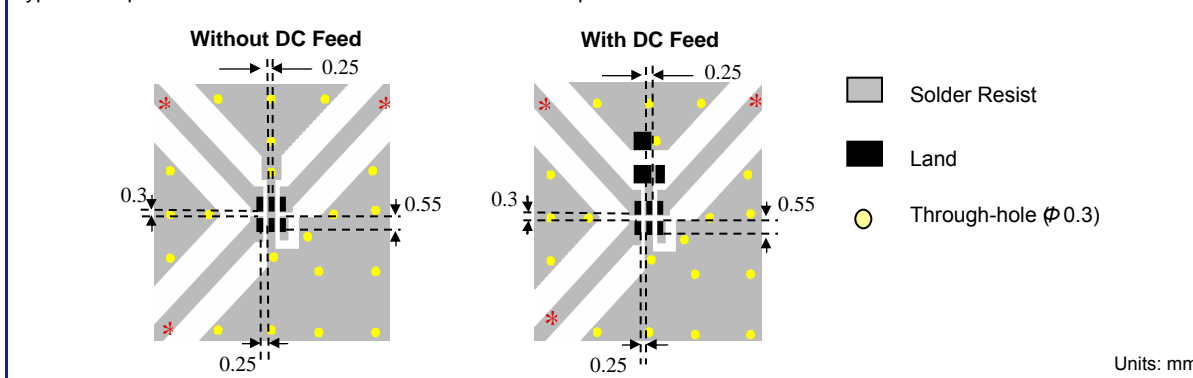 Without DC Feed
With DC Feed
0.25
0.25
*
*
*
*
Solder Resist
Land
0.3
0.55
0.3
0.55
Through-hole (Φ 0.3)
*
*
0.25
0.25
Units: mm